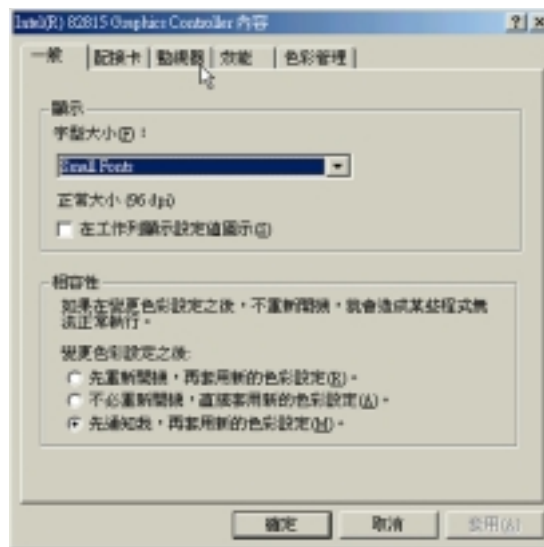 Intel(R) 82815 Graphics Controller 內容
一般 配接卡 監視器 效能 色彩管理
顯示
字型大小(F)：
Small Fonts
正常大小 (96 dpi)
在工作列顯示設定值圖示(S)
相容性
如果在變更色彩設定之後，不重新開機，就會造成某些程式無
法正常執行。
變更色彩設定之後:
先重新開機，再套用新的色彩設定(R)。
不必重新開機，直接套用新的色彩設定(A)。
先通知我，再套用新的色彩設定(M)。
確定 取消 套用(A)